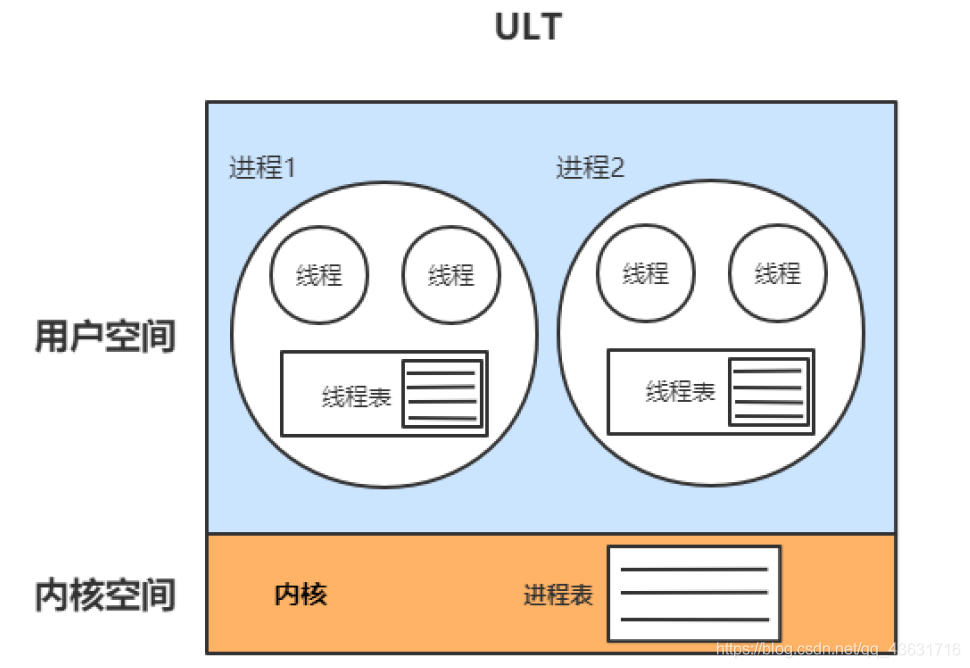 ULT
进程1
进程2
线程
线程
线程
线程
用户空间
线程表
线程表
内核空间
内核
进程表
https://blog.csdn.net/qq_43631716